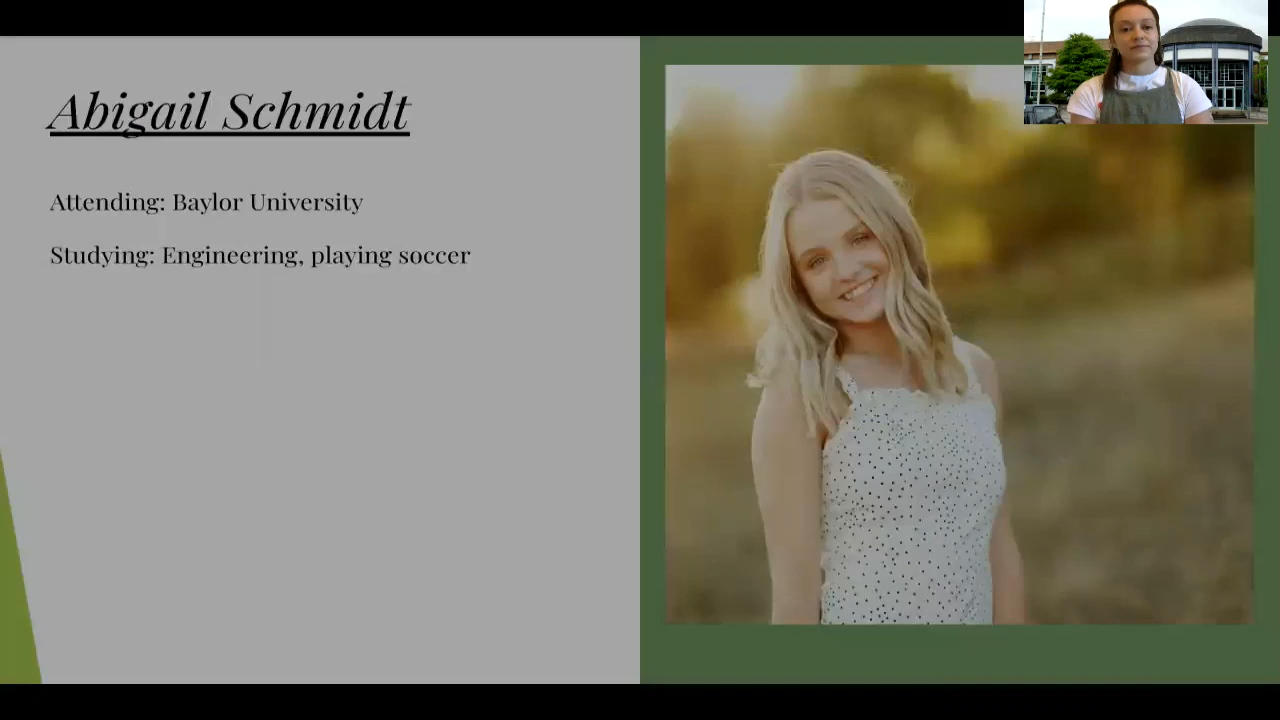 Abigail Schmidt
Attending: Baylor University
Studying: Engineering, playing soccer